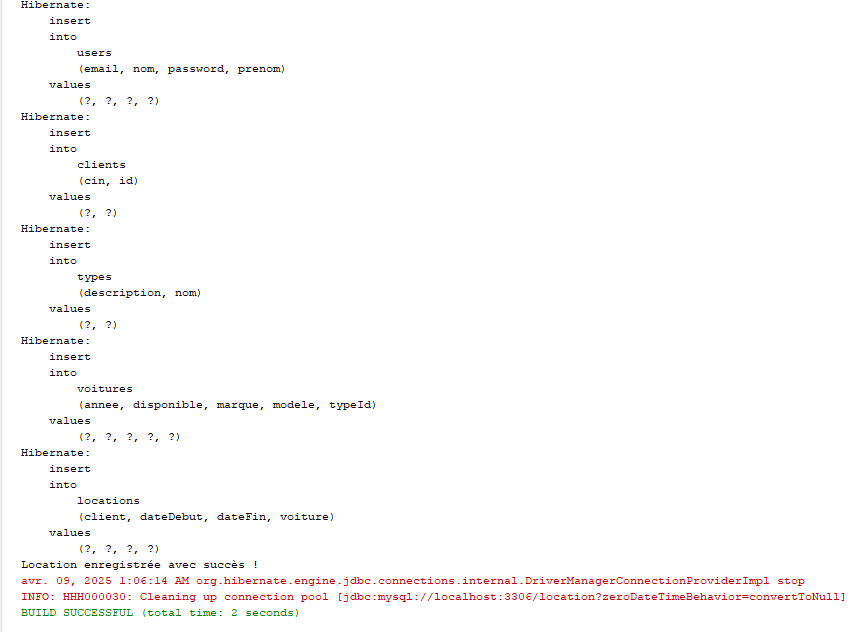 Hibernate:
insert
into
users
(email, nom, password, prenom)
values
(?, ?, ?, ?)
Hibernate:
insert
into
clients
(cin, id)
values
(?, ?)
Hibernate:
insert
into
types
(description, nom)
values
(?, ?)
Hibernate:
insert
into
voitures
(annee, disponible, marque, modele, typeId)
values
(?, ?, ?, ?, ?)
Hibernate:
insert
into
locations
(client, dateDebut, dateFin, voiture)
values
(?, ?, ?, ?)
Location enregistrée avec succès !
avr. 09, 2025 1:06:14 AM org.hibernate.engine.jdbc.connections.internal.DriverManagerConnectionProviderImpl stop
INFO: HHH000030: Cleaning up connection pool [jdbc:mysql://localhost:3306/location?zeroDateTimeBehavior=convertToNull]
BUILD SUCCESSFUL (total time: 2 seconds)